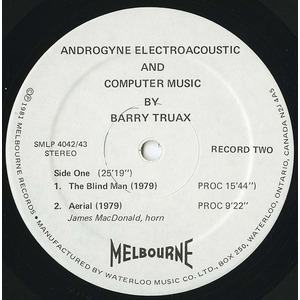 ANDROGYNE ELECTROACOUSTIC
AND
COMPUTER MUSIC
BY
BARRY TRUAX
SMLP 4042/43
STEREO
RECORD TWO
Side One (25'19")
1. The Blind Man (1979) PROC 15'44")
2. Aerial (1979) PROC 9'22")
James MacDonald, horn
MELBOURNE
©1981 MELBOURNE RECORDS • MANUFACTURED BY WATERLOO MUSIC CO. LTD., BOX 250, WATERLOO, ONTARIO, CANADA N2J 4A5